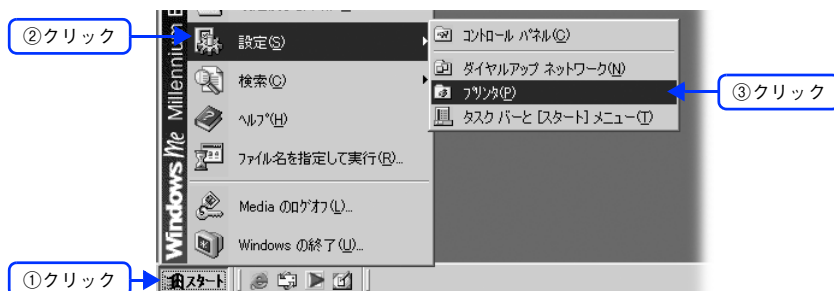 ②クリック
設定(S)
検索(C)
ヘルプ(H)
ファイル名を指定して実行(R)...
Media のログオフ(L)...
Windows の終了(U)...
Windows Me Millennium
コントロール パネル(C)
ダイヤルアップ ネットワーク(N)
プリンタ(P)
タスク バーと [スタート] メニュー(T)
③クリック
①クリック
スタート